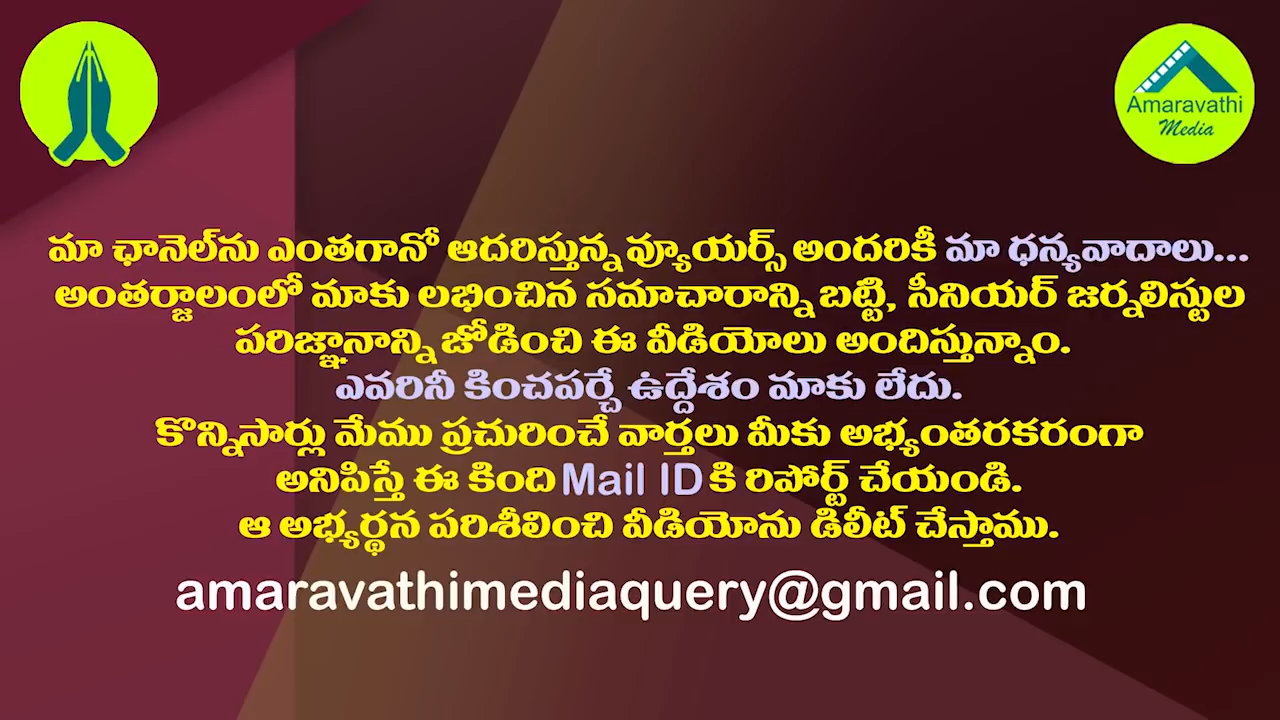 Amaravathi
Media
మా ఛానెల్‌ను ఎంతగానో ఆదరిస్తున్న వ్యూయర్స్ అందరికీ మా ధన్యవాదాలు...
అంతర్జాలంలో మాకు లభించిన సమాచారాన్ని బట్టి, సీనియర్ జర్నలిస్టుల
పరిజ్ఞానాన్ని జోడించి ఈ వీడియోలు అందిస్తున్నాం.
ఎవరినీ కించపర్చే ఉద్దేశం మాకు లేదు.
కొన్నిసార్లు మేము ప్రచురించే వార్తలు మీకు అభ్యంతరకరంగా
అనిపిస్తే ఈ కింది Mail ID కి రిపోర్ట్ చేయండి.
ఆ అభ్యర్థన పరిశీలించి వీడియోను డిలీట్ చేస్తాము.
amaravathimediaquery@gmail.com